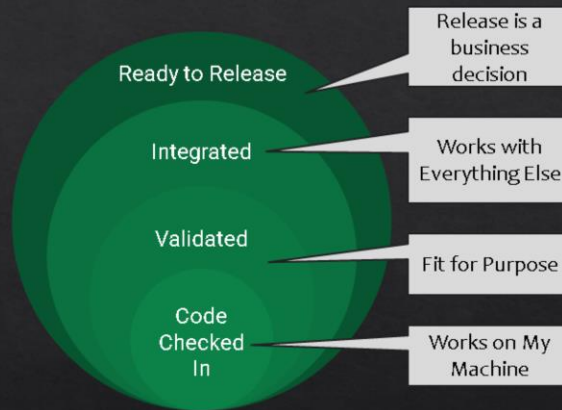 Release is a
business
decision
Ready to Release
Integrated
Works with
Everything Else
Validated
Fit for Purpose
Code
Checked
In
Works on My
Machine